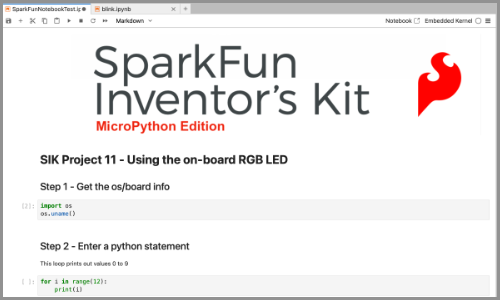 SparkFunNotebookTest.ip
blink.ipynb
Markdown
Notebook
Embedded Kernel
SparkFun
Inventor's Kit
MicroPython Edition
SIK Project 11 - Using the on-board RGB LED
Step 1 - Get the os/board info
[2]: import os
os.uname()
Step 2 - Enter a python statement
This loop prints out values 0 to 9
[ ]: for i in range(12):
print(i)